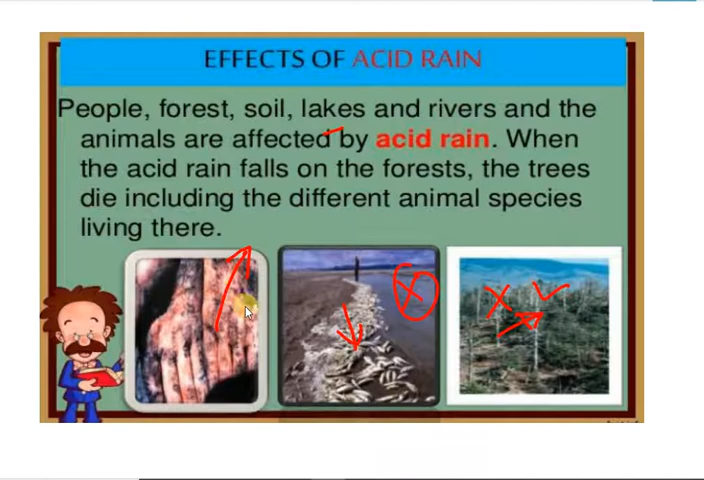 EFFECTS OF ACID RAIN
People, forest, soil, lakes and rivers and the
animals are affected by acid rain. When
the acid rain falls on the forests, the trees
die including the different animal species
living there.